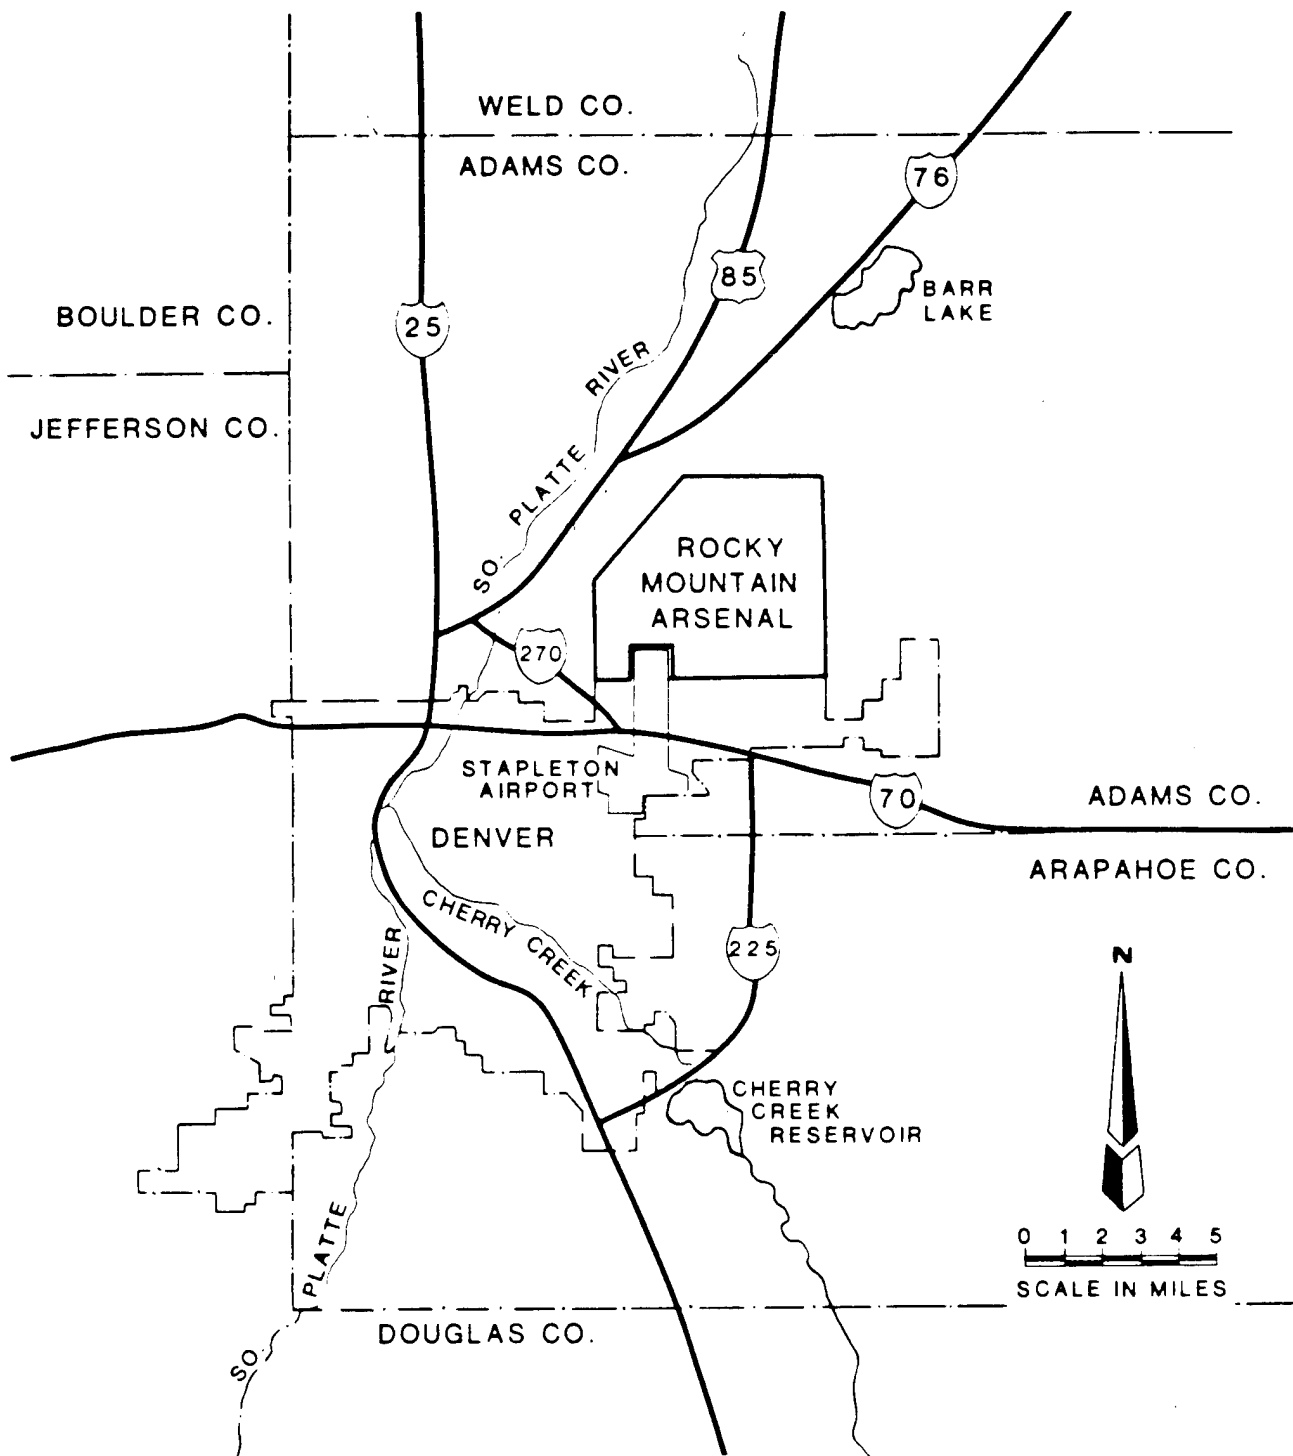 WELD CO.
ADAMS CO.
76
85
BARR
LAKE
BOULDER CO.
25
RIVER
JEFFERSON CO.
PLATTE
SO.
ROCKY
MOUNTAIN
ARSENAL
270
STAPLETON
AIRPORT
70
ADAMS CO.
DENVER
ARAPAHOE CO.
CHERRY CREEK
225
RIVER
N
CHERRY
CREEK
RESERVOIR
PLATTE
0 1 2 3 4 5
SCALE IN MILES
DOUGLAS CO.
SO.